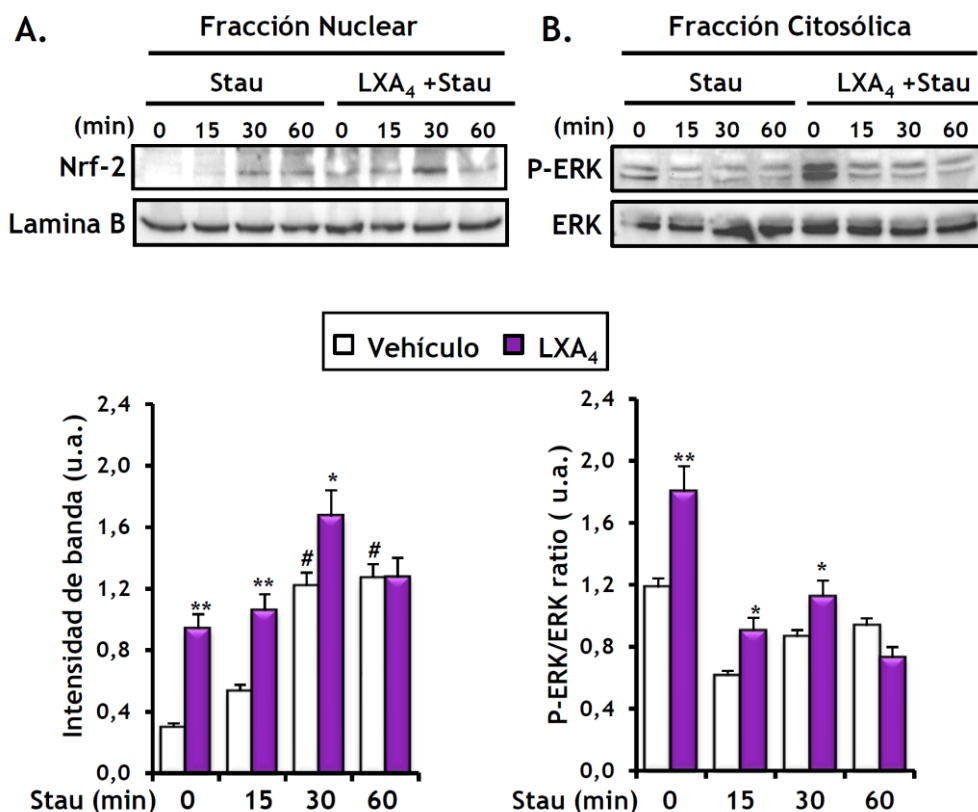 A.
Fracción Nuclear
Stau
LXA₄ +Stau
(min) 0 15 30 60 0 15 30 60
Nrf-2
Lamina B
B.
Fracción Citosólica
Stau
LXA₄ +Stau
(min) 0 15 30 60 0 15 30 60
P-ERK
ERK
Vehículo LXA₄
Intensidad de banda (u.a.)
2,4
2,0
1,6
1,2
0,8
0,4
0,0
**
**
#
*
#
Stau (min) 0 15 30 60
P-ERK/ERK ratio ( u.a.)
2,4
2,0
1,6
1,2
0,8
0,4
0,0
**
*
*
Stau (min) 0 15 30 60